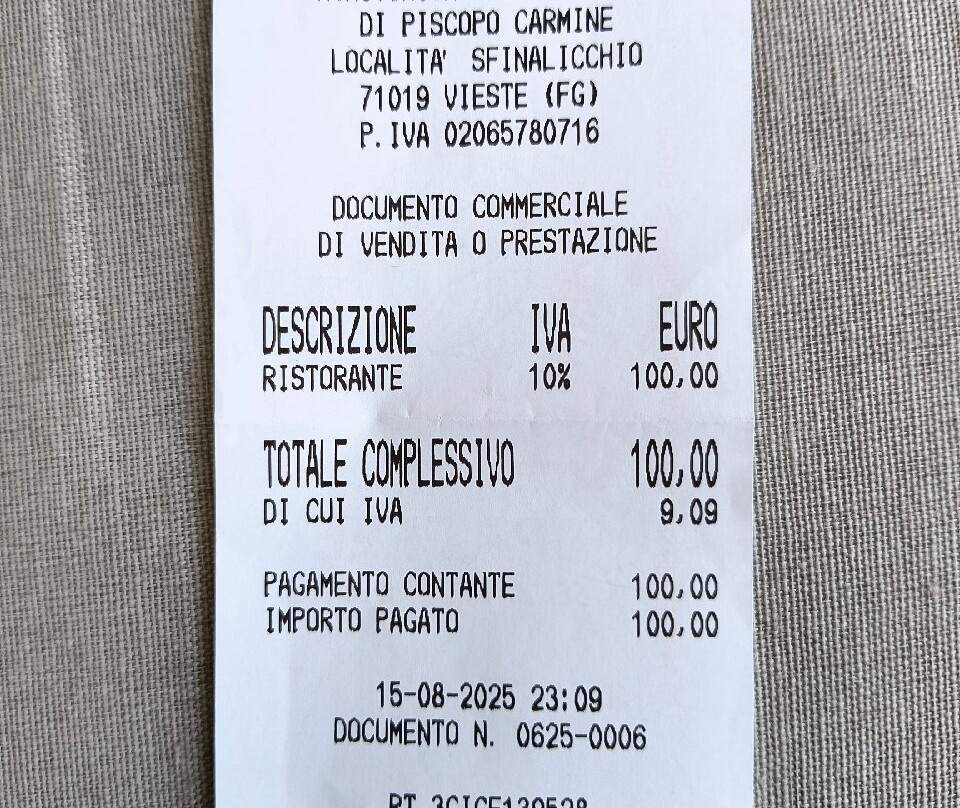 DI PISCOPO CARMINE
LOCALITA' SFINALICCHIO
71019 VIESTE (FG)
P. IVA 02065780716
DOCUMENTO COMMERCIALE
DI VENDITA O PRESTAZIONE
DESCRIZIONE IVA EURO
RISTORANTE 10% 100,00
TOTALE COMPLESSIVO 100,00
DI CUI IVA 9,09
PAGAMENTO CONTANTE 100,00
IMPORTO PAGATO 100,00
15-08-2025 23:09
DOCUMENTO N. 0625-0006
RT